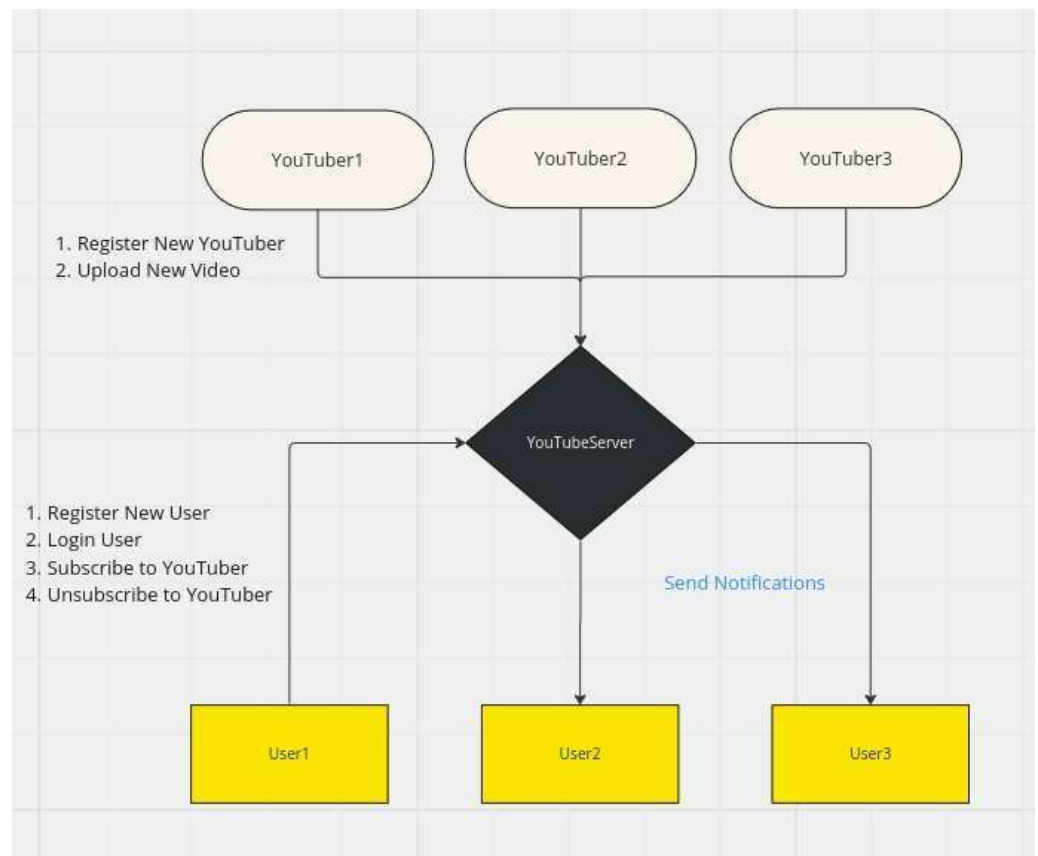 YouTuber1
YouTuber2
YouTuber3
1. Register New YouTuber
2. Upload New Video
YouTubeServer
1. Register New User
2. Login User
3. Subscribe to YouTuber
4. Unsubscribe to YouTuber
Send Notifications
User1
User2
User3